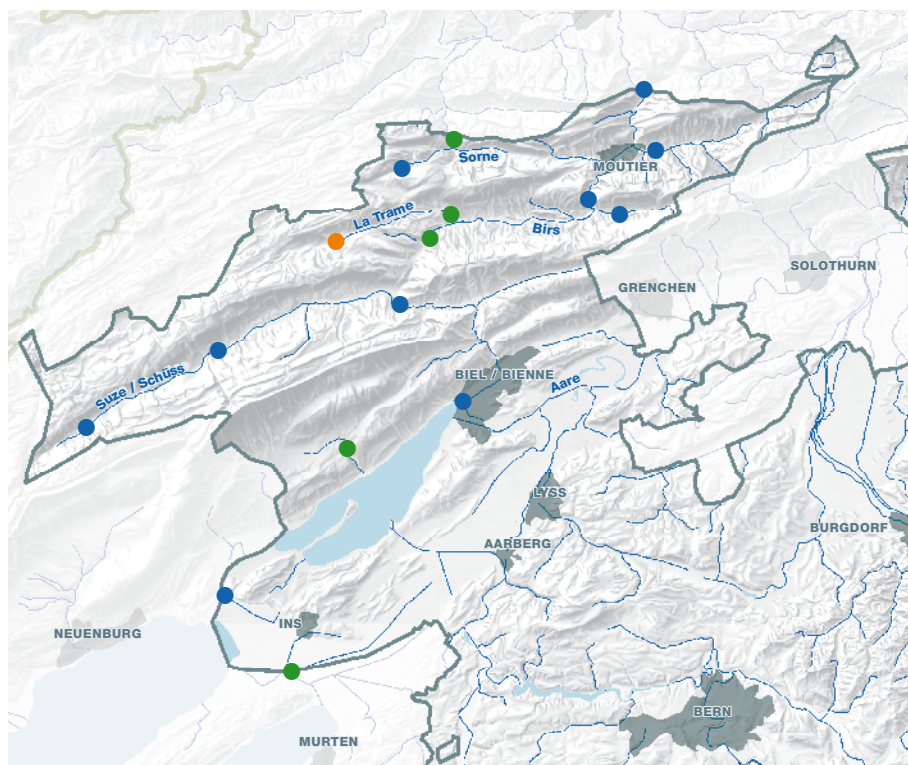 Sorne
MOUTIER
La Trame
Birs
SOLOTHURN
GRENCHEN
Suze / Schüss
BIEL / BIENNE
Aare
LYSS
BURGDORF
AARBERG
INS
NEUENBURG
BERN
MURTEN